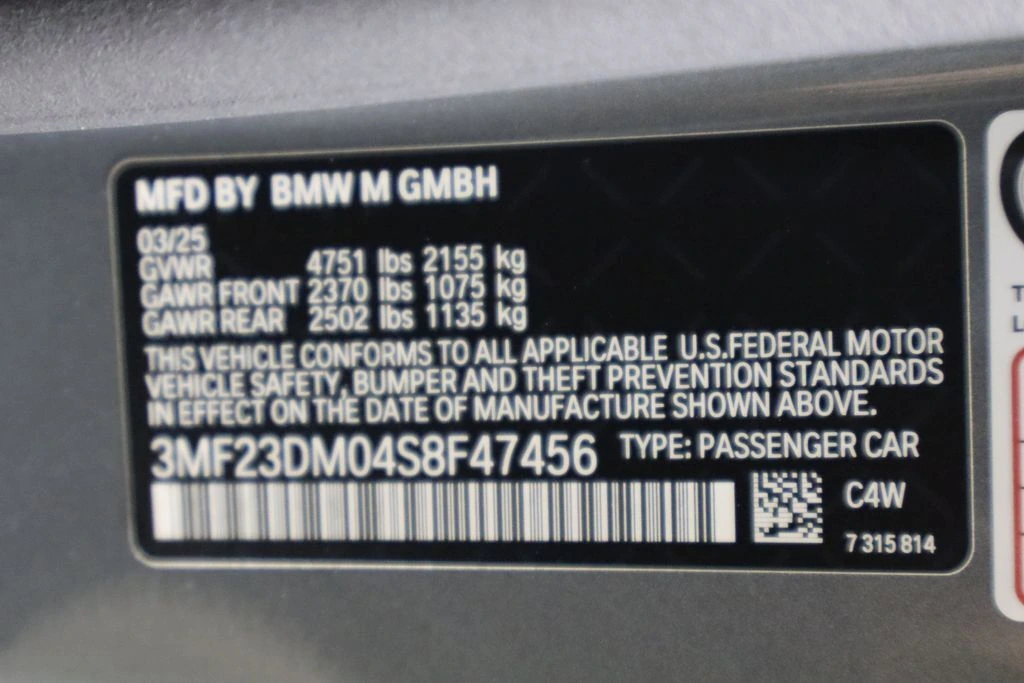 MFD BY BMW M GMBH
03/25
GVWR 4751 lbs 2155 kg
GAWR FRONT 2370 lbs 1075 kg
GAWR REAR 2502 lbs 1135 kg
THIS VEHICLE CONFORMS TO ALL APPLICABLE U.S.FEDERAL MOTOR
VEHICLE SAFETY, BUMPER AND THEFT PREVENTION STANDARDS
IN EFFECT ON THE DATE OF MANUFACTURE SHOWN ABOVE.
3MF23DM04S8F47456 TYPE: PASSENGER CAR
C4W
7 315 814